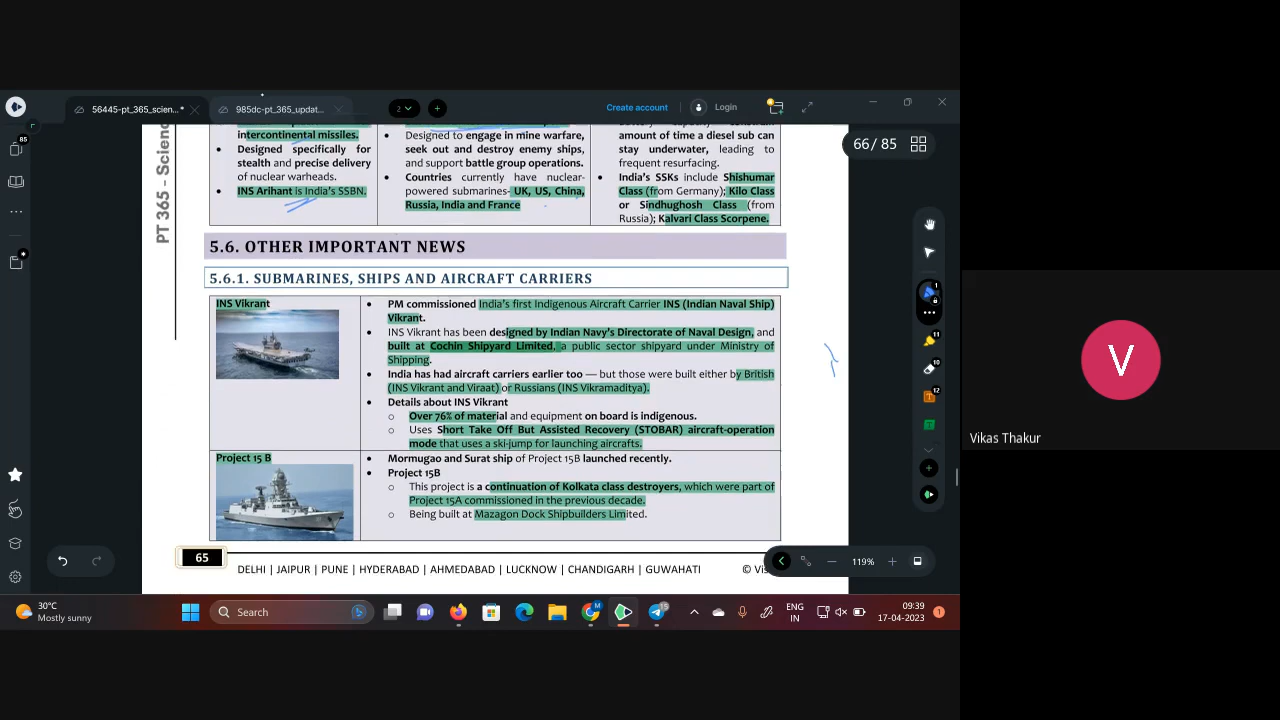 56445-pt_365_scien... *
985dc-pt_365_updat...
2
Create account
Login
85
66 / 85
PT 365 - Scienc
intercontinental missiles.
• Designed specifically for stealth and precise delivery of nuclear warheads.
• INS Arihant is India's SSBN.
Designed to engage in mine warfare, seek out and destroy enemy ships, and support battle group operations.
• Countries currently have nuclear-powered submarines- UK, US, China, Russia, India and France
amount of time a diesel sub can stay underwater, leading to frequent resurfacing.
• India's SSKs include Shishumar Class (from Germany); Kilo Class or Sindhughosh Class (from Russia); Kalvari Class Scorpene.
5.6. OTHER IMPORTANT NEWS
5.6.1. SUBMARINES, SHIPS AND AIRCRAFT CARRIERS
INS Vikrant
• PM commissioned India's first Indigenous Aircraft Carrier INS (Indian Naval Ship)
Vikrant.
• INS Vikrant has been designed by Indian Navy's Directorate of Naval Design, and
built at Cochin Shipyard Limited, a public sector shipyard under Ministry of
Shipping.
• India has had aircraft carriers earlier too — but those were built either by British
(INS Vikrant and Viraat) or Russians (INS Vikramaditya).
• Details about INS Vikrant
o Over 76% of material and equipment on board is indigenous.
o Uses Short Take Off But Assisted Recovery (STOBAR) aircraft-operation
mode that uses a ski-jump for launching aircrafts.
Project 15 B
• Mormugao and Surat ship of Project 15B launched recently.
• Project 15B
o This project is a continuation of Kolkata class destroyers, which were part of
Project 15A commissioned in the previous decade.
o Being built at Mazagon Dock Shipbuilders Limited.
65
DELHI | JAIPUR | PUNE | HYDERABAD | AHMEDABAD | LUCKNOW | CHANDIGARH | GUWAHATI
© Vis
119%
1
11
10
12
V
Vikas Thakur
30°C
Mostly sunny
Search
ENG
IN
09:39
17-04-2023
1